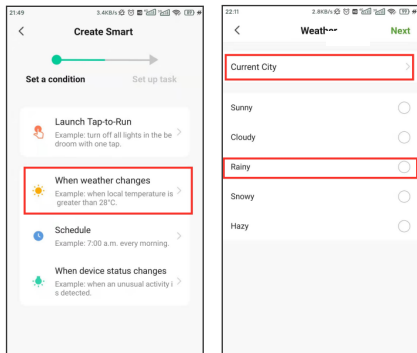 21:49
3.4KB/s
89
Create Smart
Set a condition
Set up task
Launch Tap-to-Run
Example: turn off all lights in the be
droom with one tap.
When weather changes
Example: when local temperature is
greater than 28°C.
Schedule
Example: 7:00 a.m. every morning.
When device status changes
Example: when an unusual activity i
s detected.
22:11
2.8KB/s
Weather
Next
Current City
Sunny
Cloudy
Rainy
Snowy
Hazy